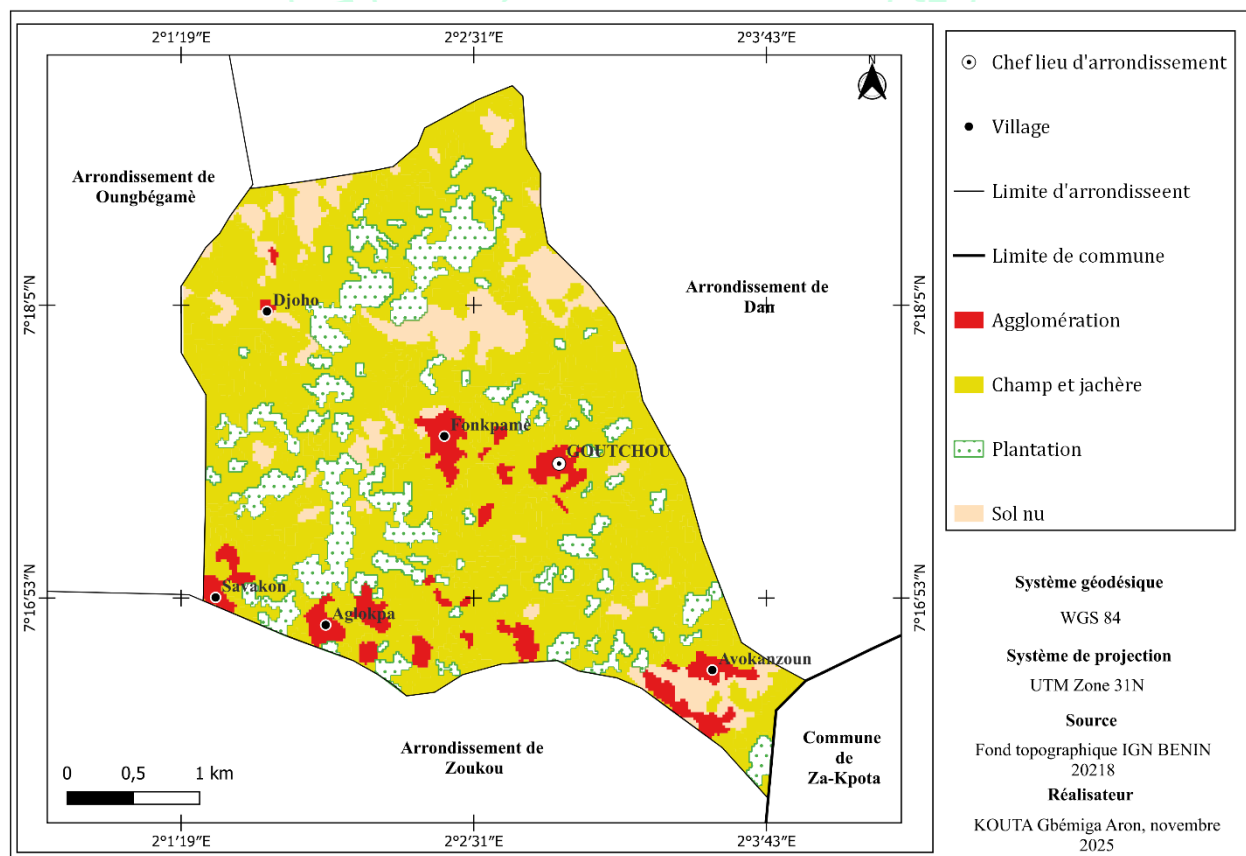 2°1'19"E
2°2'31"E
2°3'43"E
N
Arrondissement de
Oungbégamè
7°18'5"N
7°18'5"N
Arrondissement de
Dan
Djoho
Fonkpamè
GOUTCHOU
7°16'53"N
7°16'53"N
Savakon
Aglokpa
Avokanzoun
Arrondissement de
Zoukou
Commune
de
Za-Kpota
0 0,5 1 km
2°1'19"E
2°2'31"E
2°3'43"E
Chef lieu d'arrondissement
Village
Limite d'arrondisseent
Limite de commune
Agglomération
Champ et jachère
Plantation
Sol nu
Système géodésique
WGS 84
Système de projection
UTM Zone 31N
Source
Fond topographique IGN BENIN
20218
Réalisateur
KOUTA Gbémiga Aron, novembre
2025